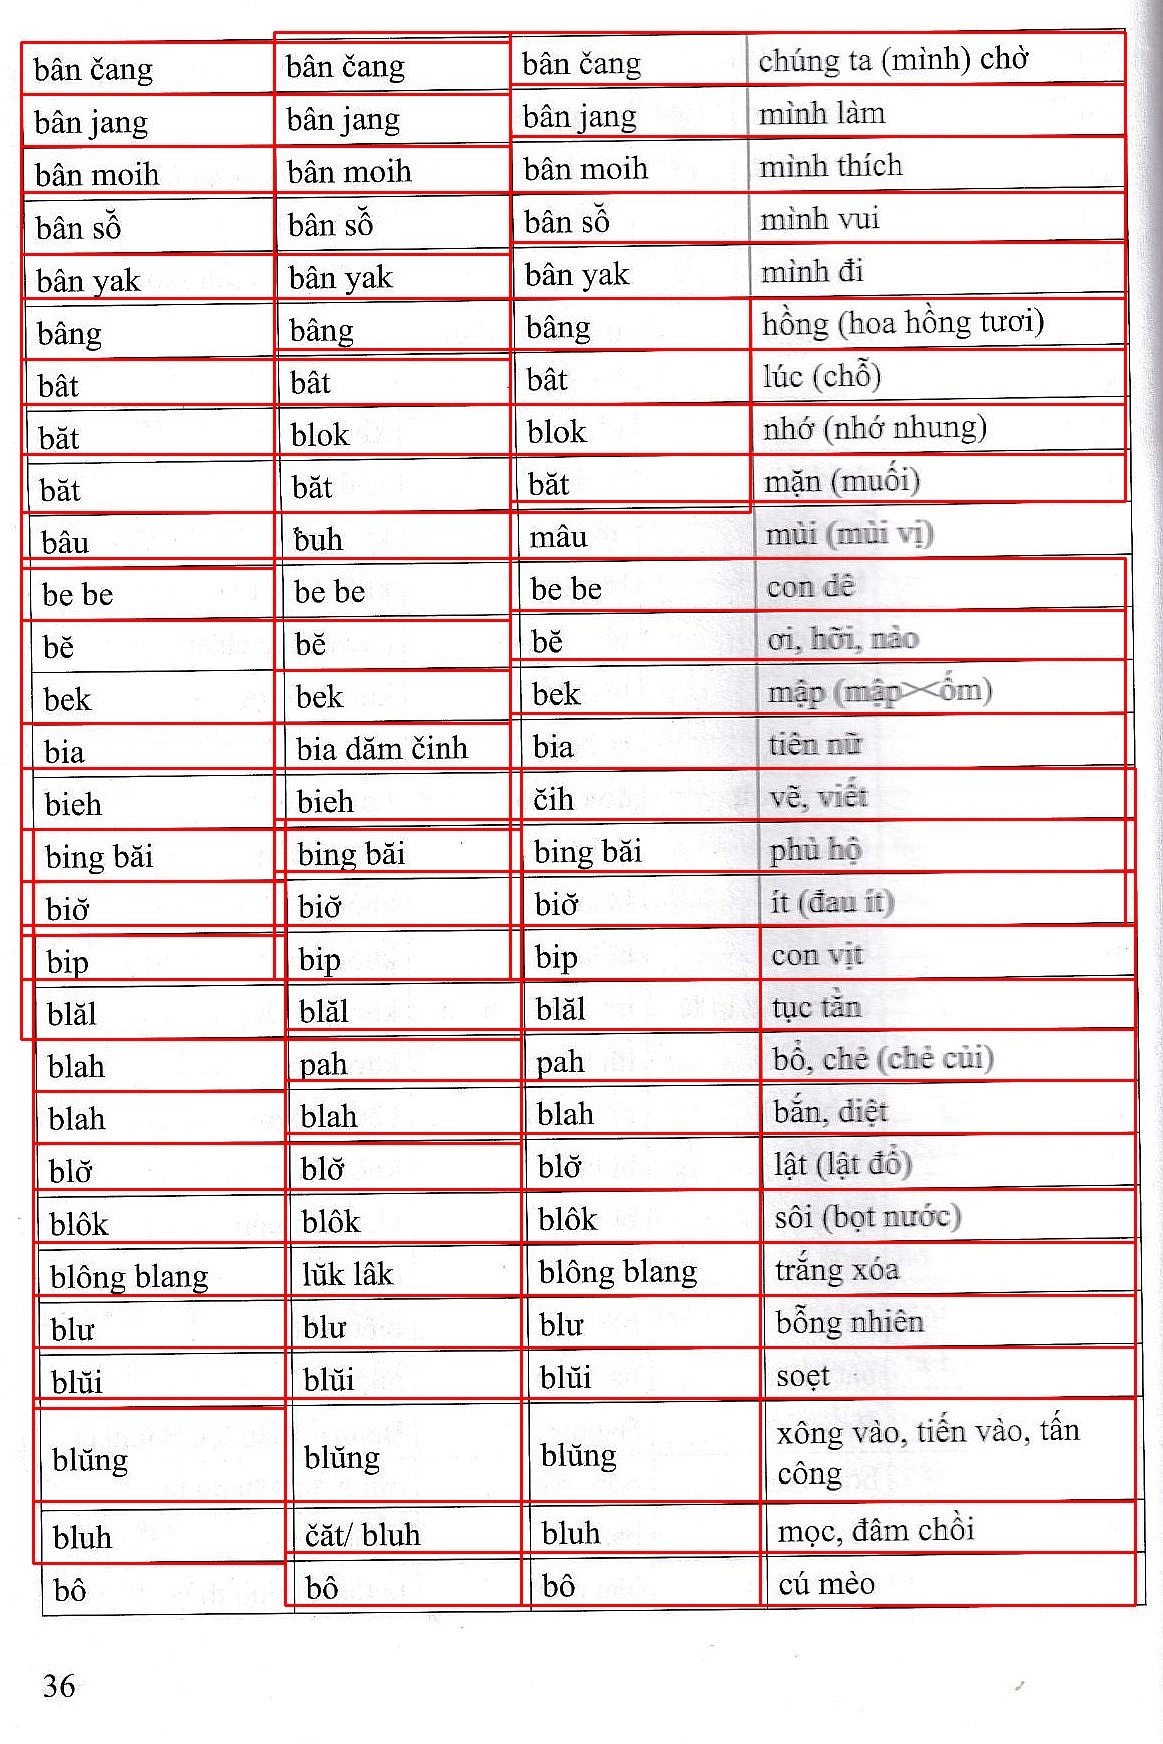 bân čang bân čang bân čang chúng ta (mình) chờ
bân jang bân jang bân jang mình làm
bân moih bân moih bân moih mình thích
bân sô̆ bân sô̆ bân sô̆ mình vui
bân yak bân yak bân yak mình đi
bâng bâng bâng hồng (hoa hồng tươi)
bât bât bât lúc (chỗ)
băt blok blok nhớ (nhớ nhung)
băt băt băt mặn (muối)
bâu ƀuh mâu mùi (mùi vị)
be be be be be be con dê
bĕ bĕ bĕ ơi, hỡi, nào
bek bek bek mập (mập><ốm)
bia bia dăm činh bia tiên nữ
bieh bieh čih vẽ, viết
bing băi bing băi bing băi phù hộ
biơ̆ biơ̆ biơ̆ ít (đau ít)
bip bip bip con vịt
blăl blăl blăl tục tằn
blah pah pah bổ, chẻ (chẻ củi)
blah blah blah bắn, diệt
blơ̆ blơ̆ blơ̆ lật (lật đổ)
blôk blôk blôk sôi (bọt nước)
blông blang lŭk lâk blông blang trắng xóa
blư blư blư bỗng nhiên
blŭi blŭi blŭi soẹt
blŭng blŭng blŭng xông vào, tiến vào, tấn
công
bluh čăt/ bluh bluh mọc, đâm chồi
bô bô bô cú mèo
36